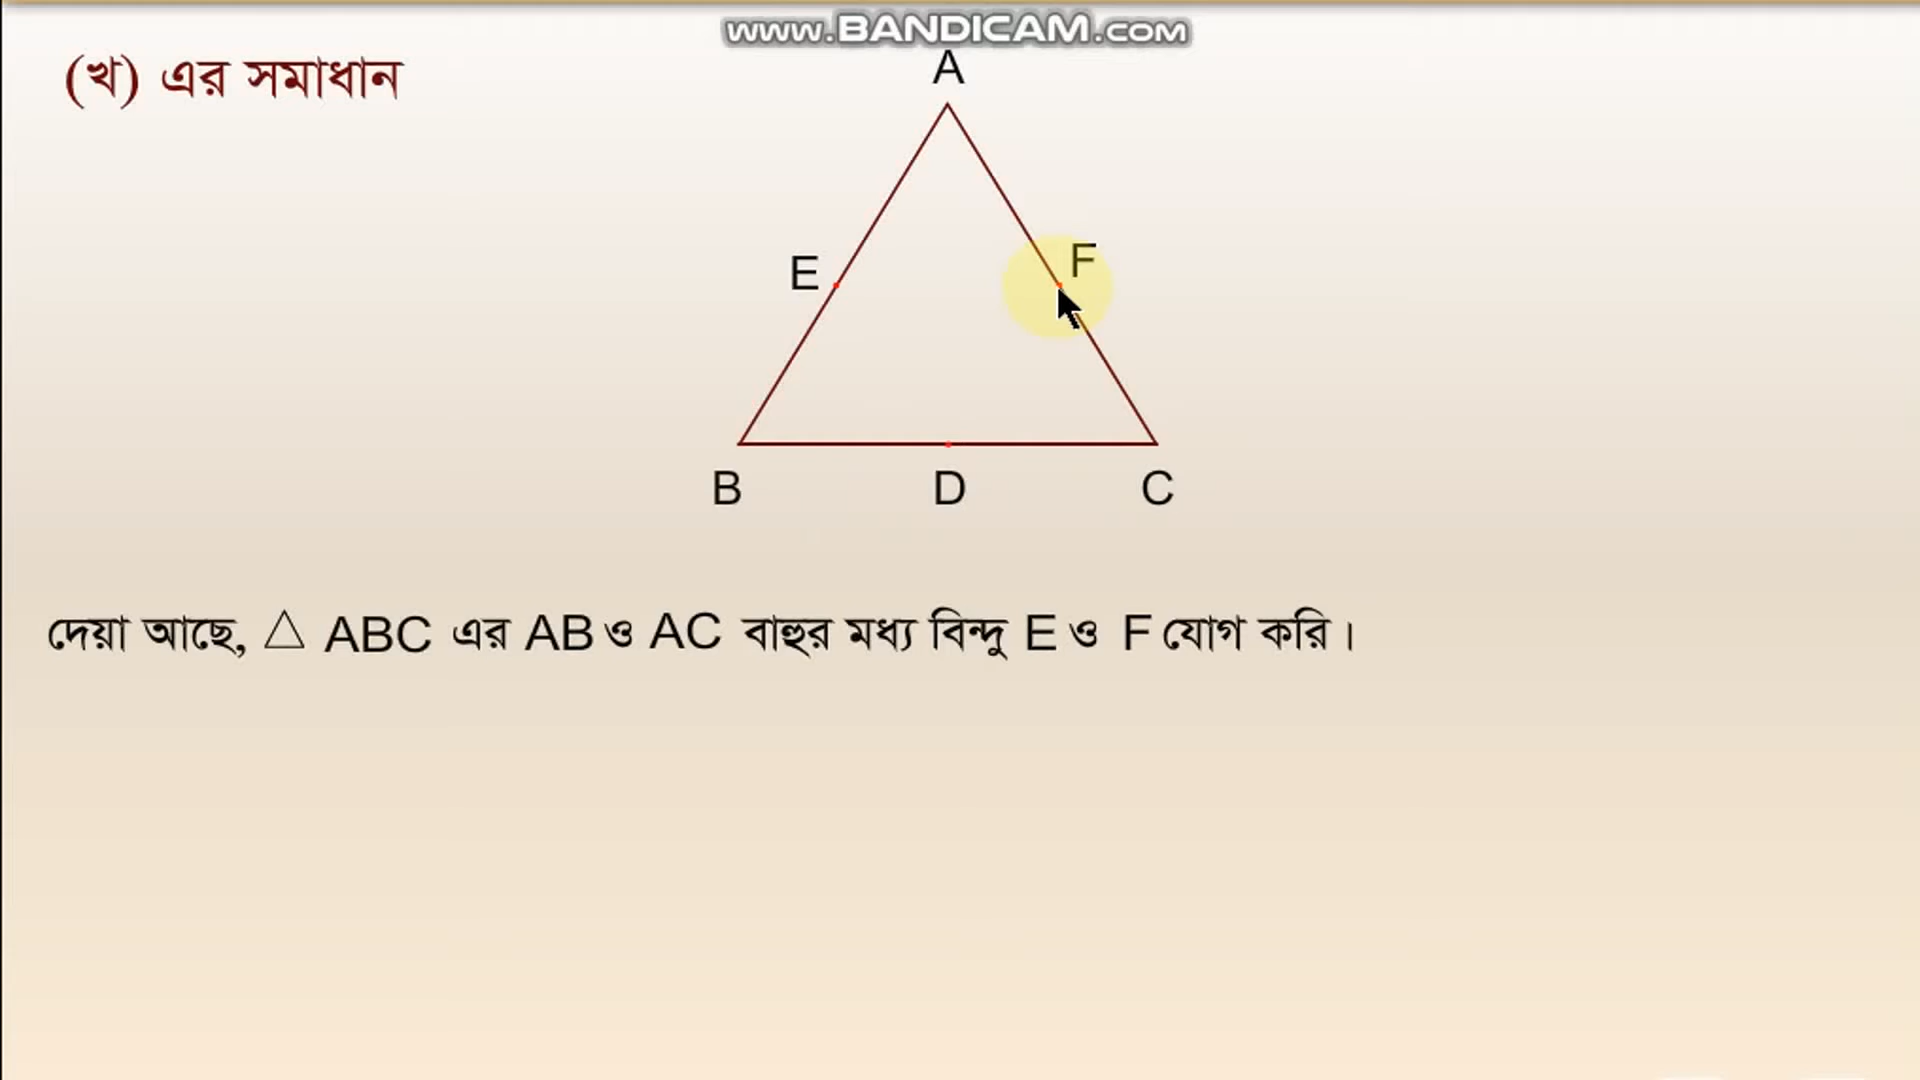 www.BANDICAM.com
(খ) এর সমাধান
A
E
F
B D C
দেয়া আছে, △ ABC এর AB ও AC বাহুর মধ্য বিন্দু E ও F যোগ করি।